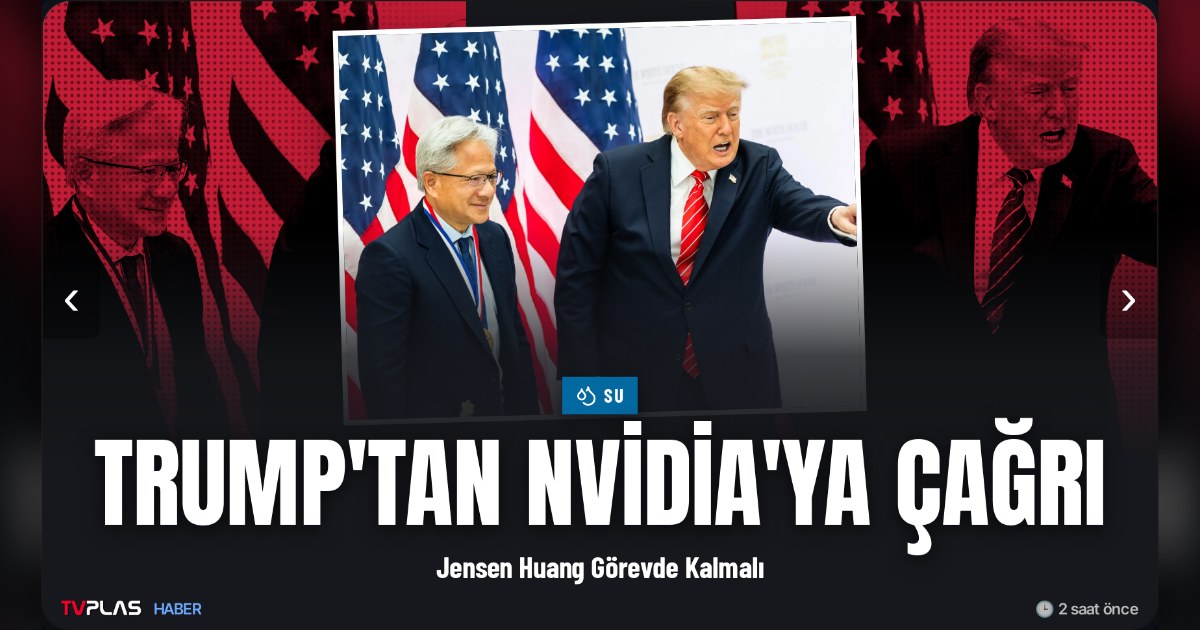 SU
TRUMP'TAN NVİDİA'YA ÇAĞRI
Jensen Huang Görevde Kalmalı
TVPLAS HABER
2 saat önce